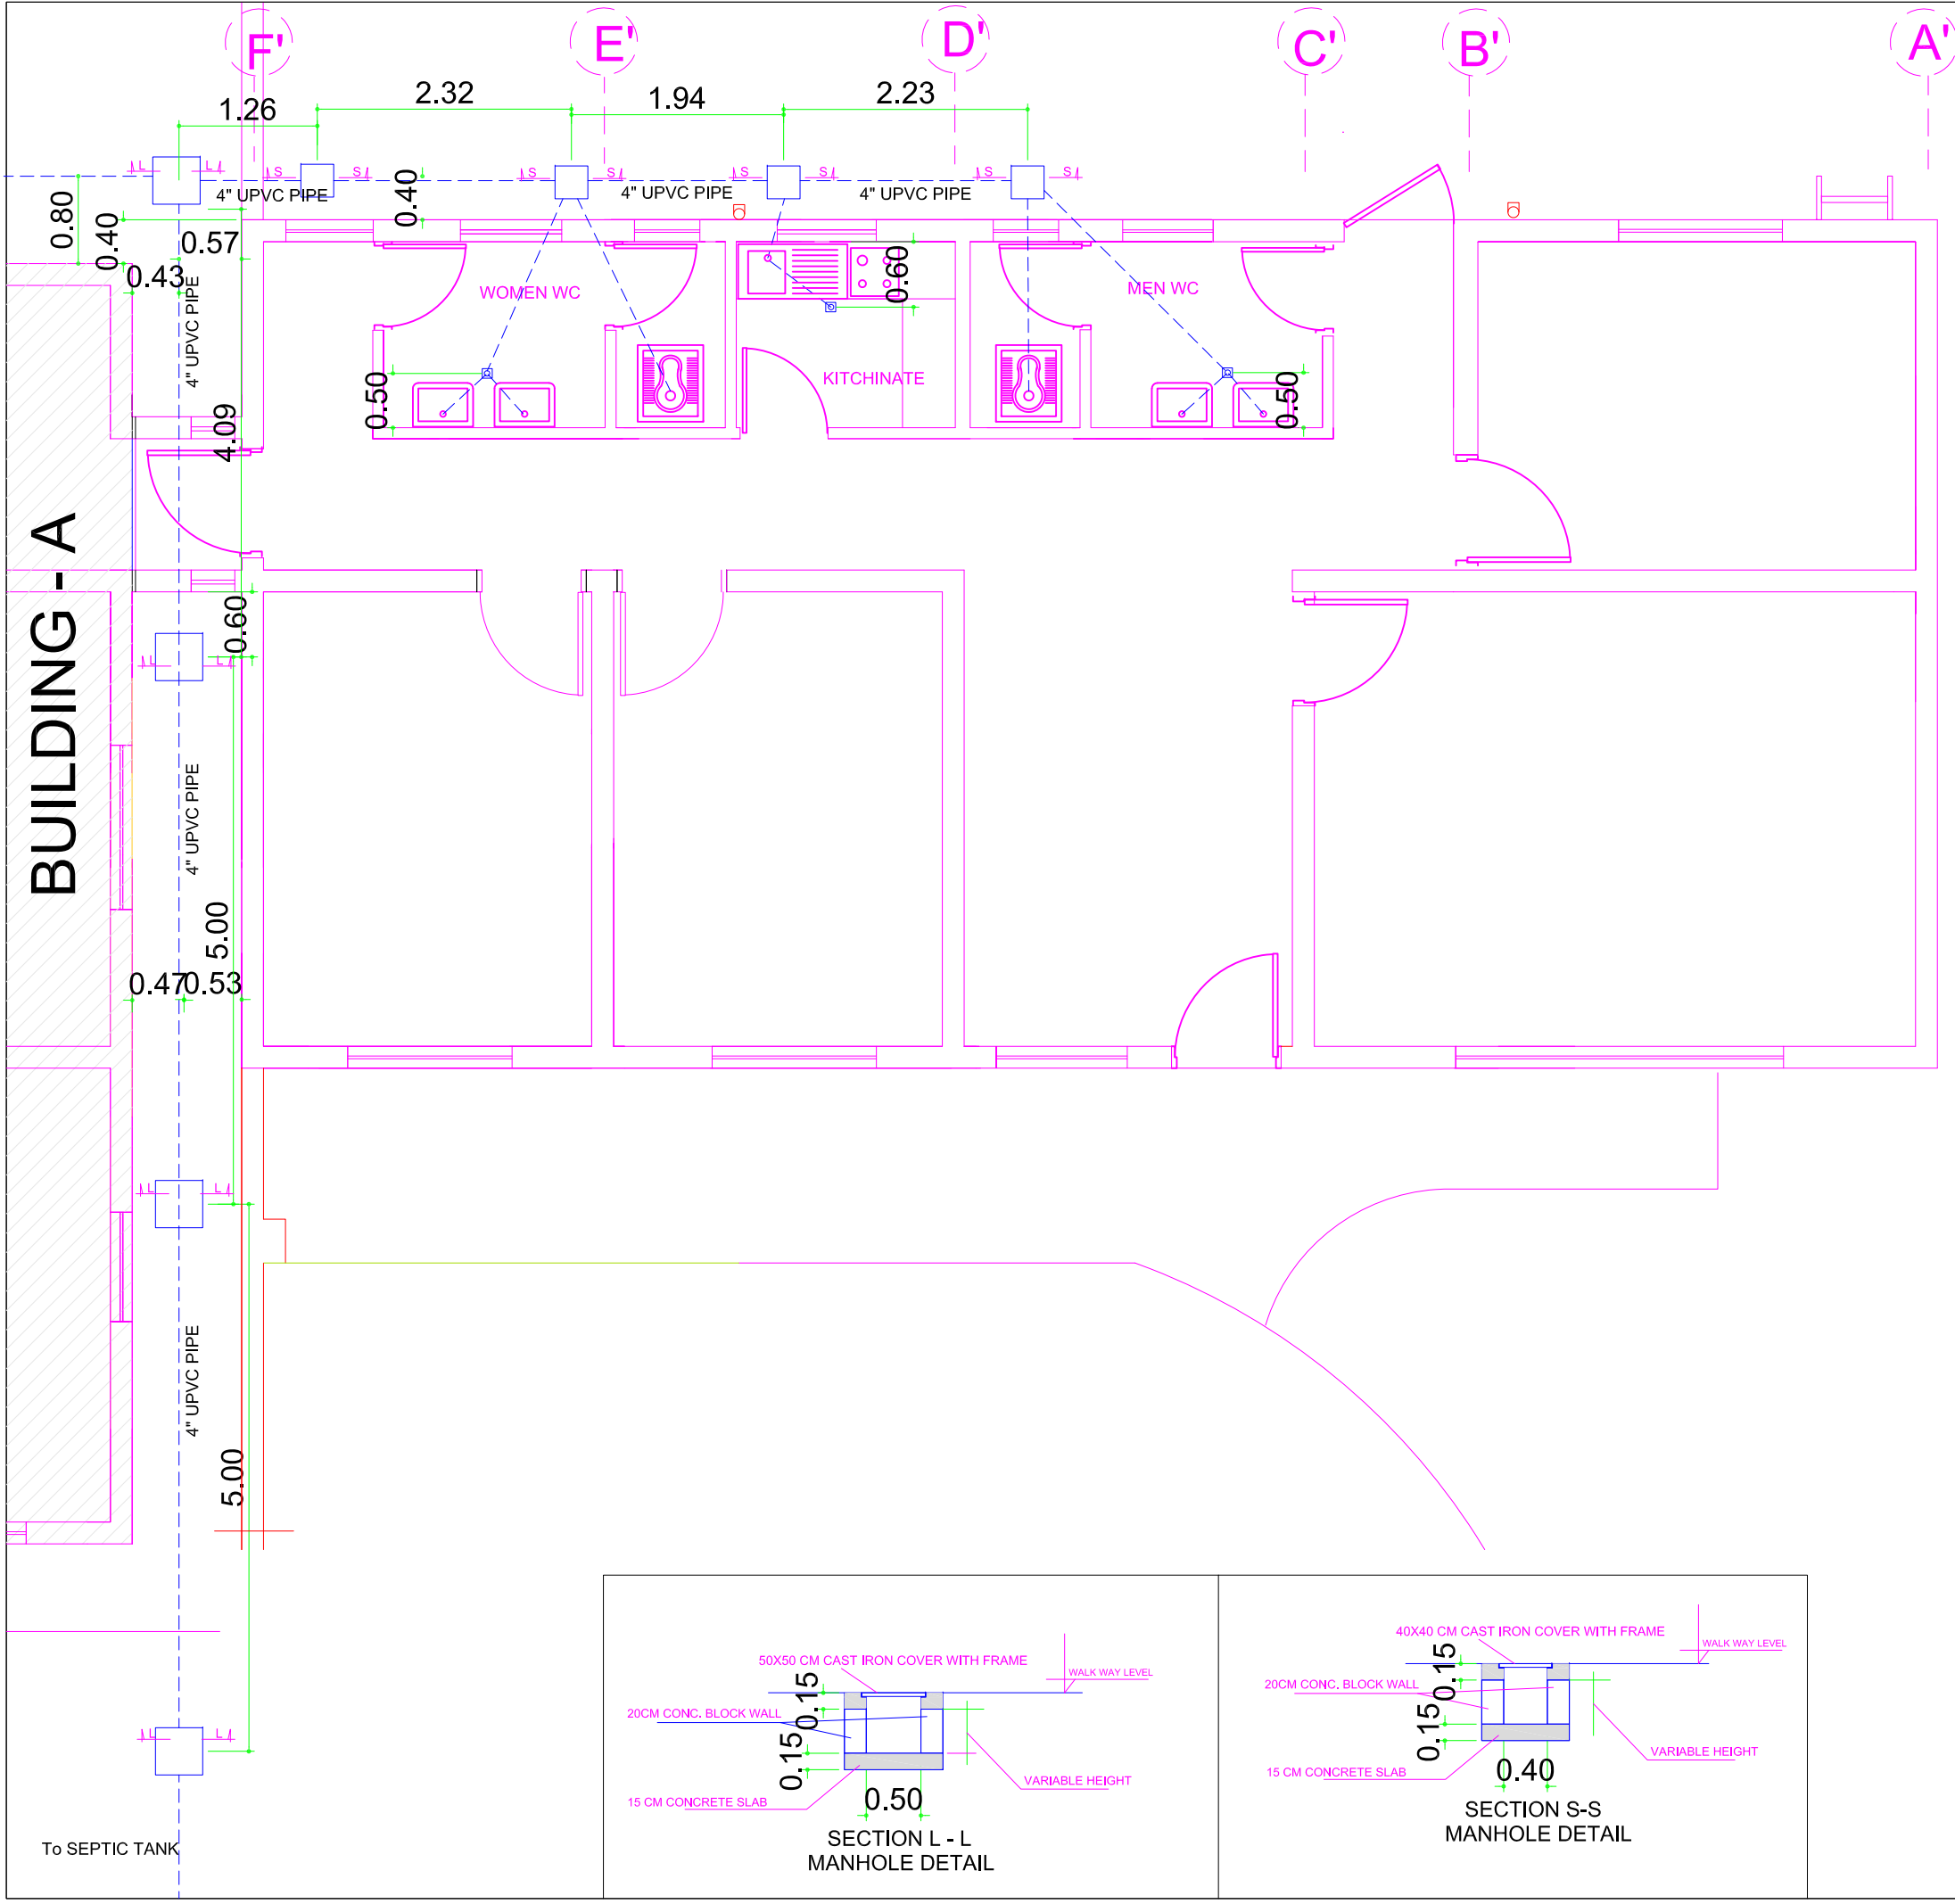 F'
E'
D'
C'
B'
A'
2.32
1.94
2.23
1.26
L L
S S
S S
S S
S S
4" UPVC PIPE
4" UPVC PIPE
4" UPVC PIPE
0.80
0.40
0.40
0.57
0.43
4" UPVC PIPE
WOMEN WC
0.60
MEN WC
KITCHINATE
0.50
0.50
4.09
BUILDING - A
0.60
L L
4" UPVC PIPE
5.00
0.47
0.53
L L
4" UPVC PIPE
5.00
L L
To SEPTIC TANK
50X50 CM CAST IRON COVER WITH FRAME
WALK WAY LEVEL
0.15
20CM CONC. BLOCK WALL
0.15
VARIABLE HEIGHT
15 CM CONCRETE SLAB
0.50
SECTION L - L
MANHOLE DETAIL
40X40 CM CAST IRON COVER WITH FRAME
WALK WAY LEVEL
0.15
20CM CONC. BLOCK WALL
0.15
VARIABLE HEIGHT
15 CM CONCRETE SLAB
0.40
SECTION S-S
MANHOLE DETAIL